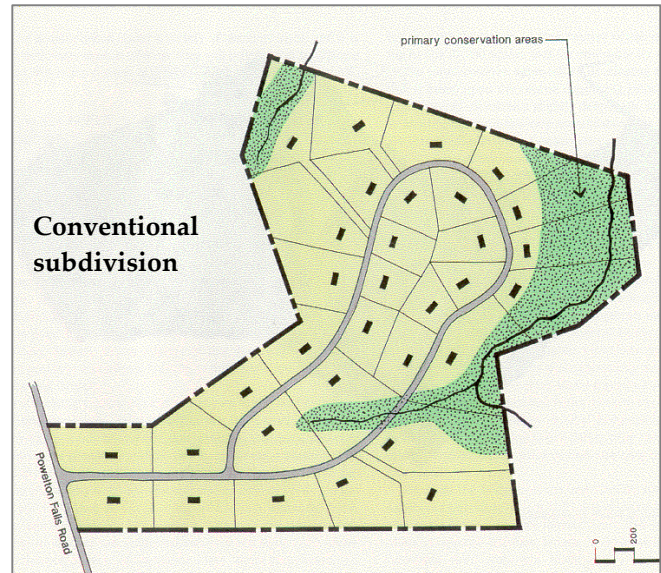 primary conservation areas
Conventional
subdivision
Powelton Falls Road
0
200